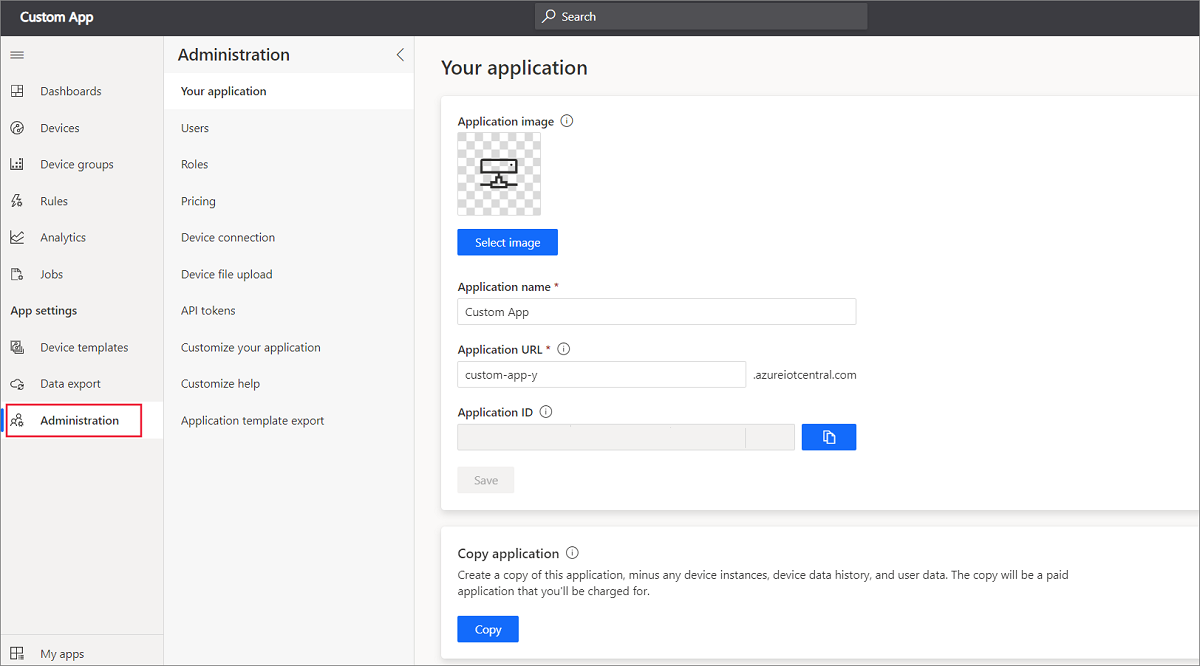 Custom App
Search
Dashboards
Devices
Device groups
Rules
Analytics
Jobs
App settings
Device templates
Data export
Administration
My apps
Administration
Your application
Users
Roles
Pricing
Device connection
Device file upload
API tokens
Customize your application
Customize help
Application template export
Your application
Application image
Select image
Application name *
Custom App
Application URL *
custom-app-y .azureiotcentral.com
Application ID
Save
Copy application
Create a copy of this application, minus any device instances, device data history, and user data. The copy will be a paid
application that you'll be charged for.
Copy